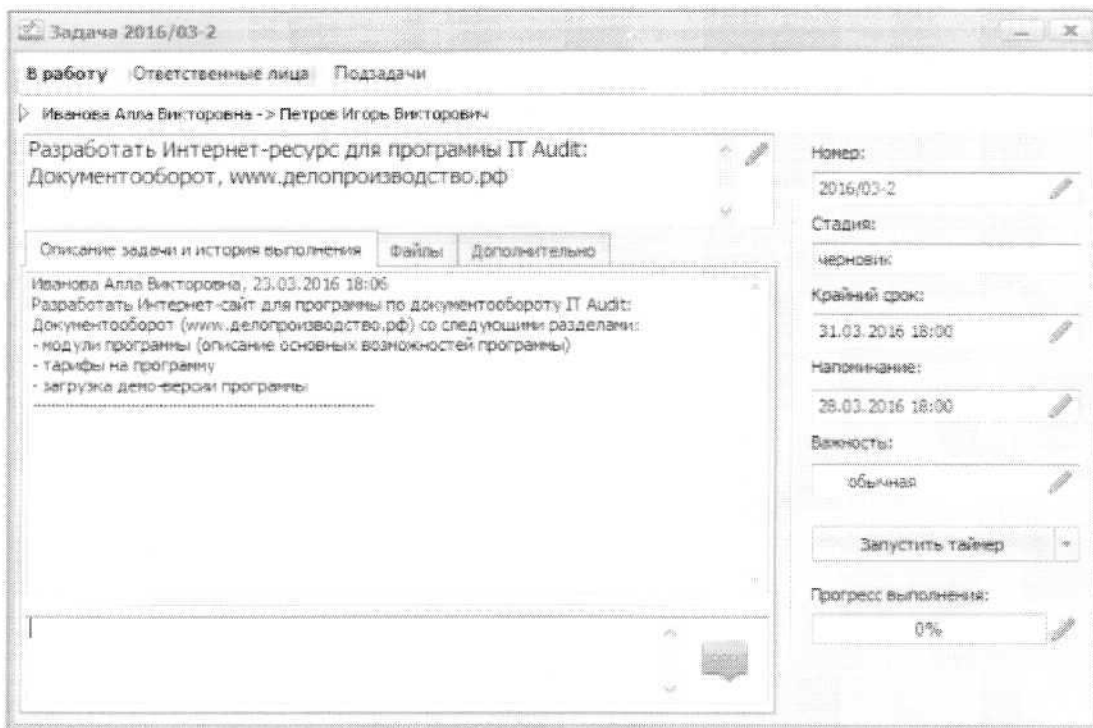 Задача 2016/03-2
В работу Ответственные лица Подзадачи
Иванова Алла Викторовна -> Петров Игорь Викторович
Разработать Интернет-ресурс для программы IT Audit:
Документооборот, www.делопроизводство.рф
Описание задачи и история выполнения Файлы Дополнительно
Иванова Алла Викторовна, 23.03.2016 18:06
Разработать Интернет-сайт для программы по документообороту IT Audit:
Документооборот (www.делопроизводство.рф) со следующими разделами:
- модули программы (описание основных возможностей программы)
- тарифы на программу
- загрузка демо-версии программы
Номер:
2016/03-2
Стадия:
черновик
Крайний срок:
31.03.2016 18:00
Напоминание:
28.03.2016 18:00
Важность:
обычная
Запустить таймер
Прогресс выполнения:
0%